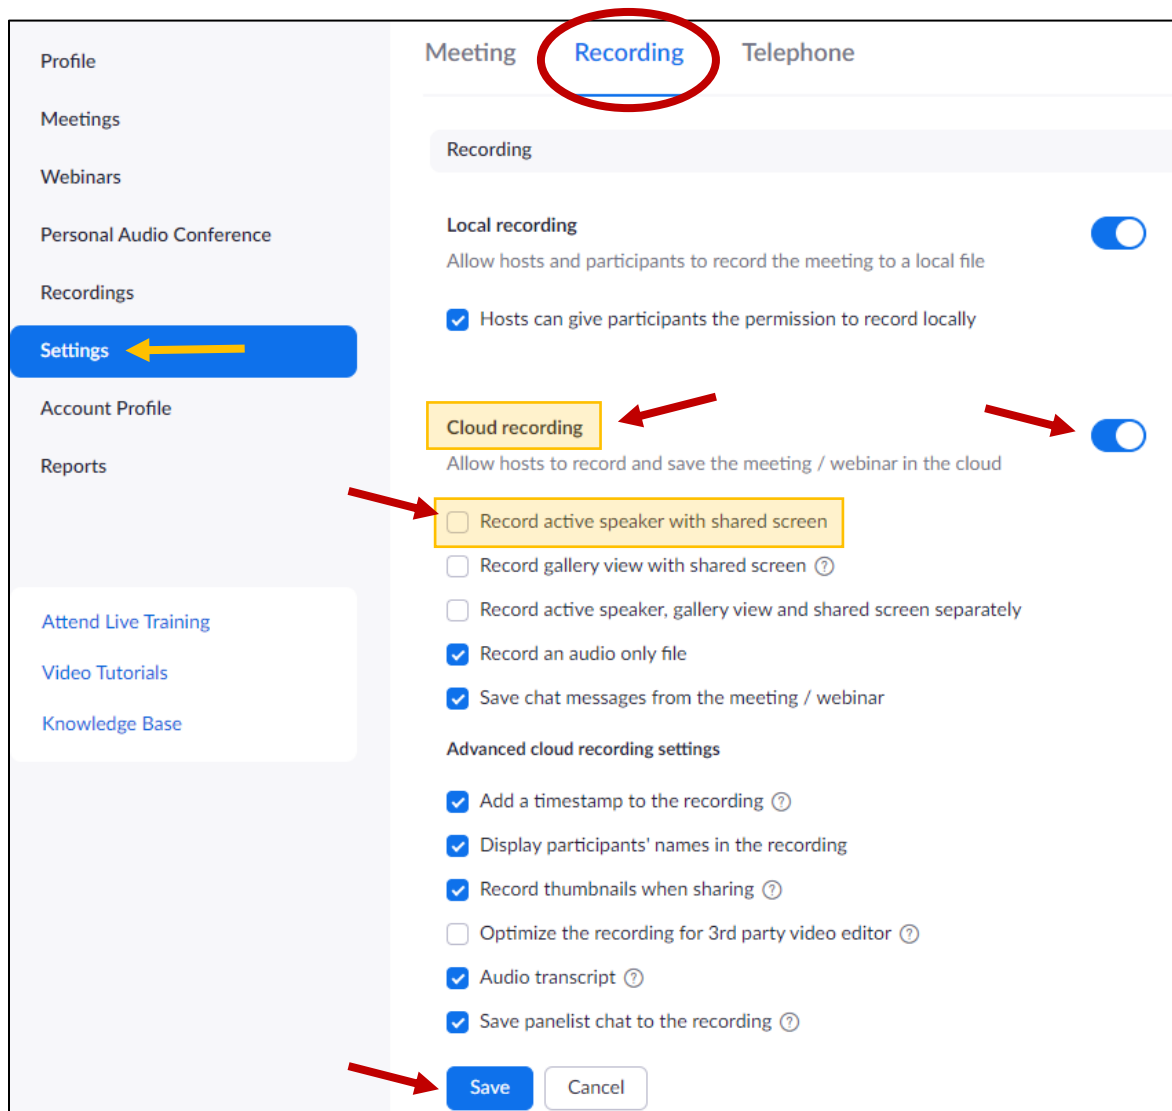 Profile
Meetings
Webinars
Personal Audio Conference
Recordings
Settings
Account Profile
Reports
Attend Live Training
Video Tutorials
Knowledge Base
Meeting Recording Telephone
Recording
Local recording
Allow hosts and participants to record the meeting to a local file
Hosts can give participants the permission to record locally
Cloud recording
Allow hosts to record and save the meeting / webinar in the cloud
Record active speaker with shared screen
Record gallery view with shared screen ?
Record active speaker, gallery view and shared screen separately
Record an audio only file
Save chat messages from the meeting / webinar
Advanced cloud recording settings
Add a timestamp to the recording ?
Display participants' names in the recording
Record thumbnails when sharing ?
Optimize the recording for 3rd party video editor ?
Audio transcript ?
Save panelist chat to the recording ?
Save Cancel